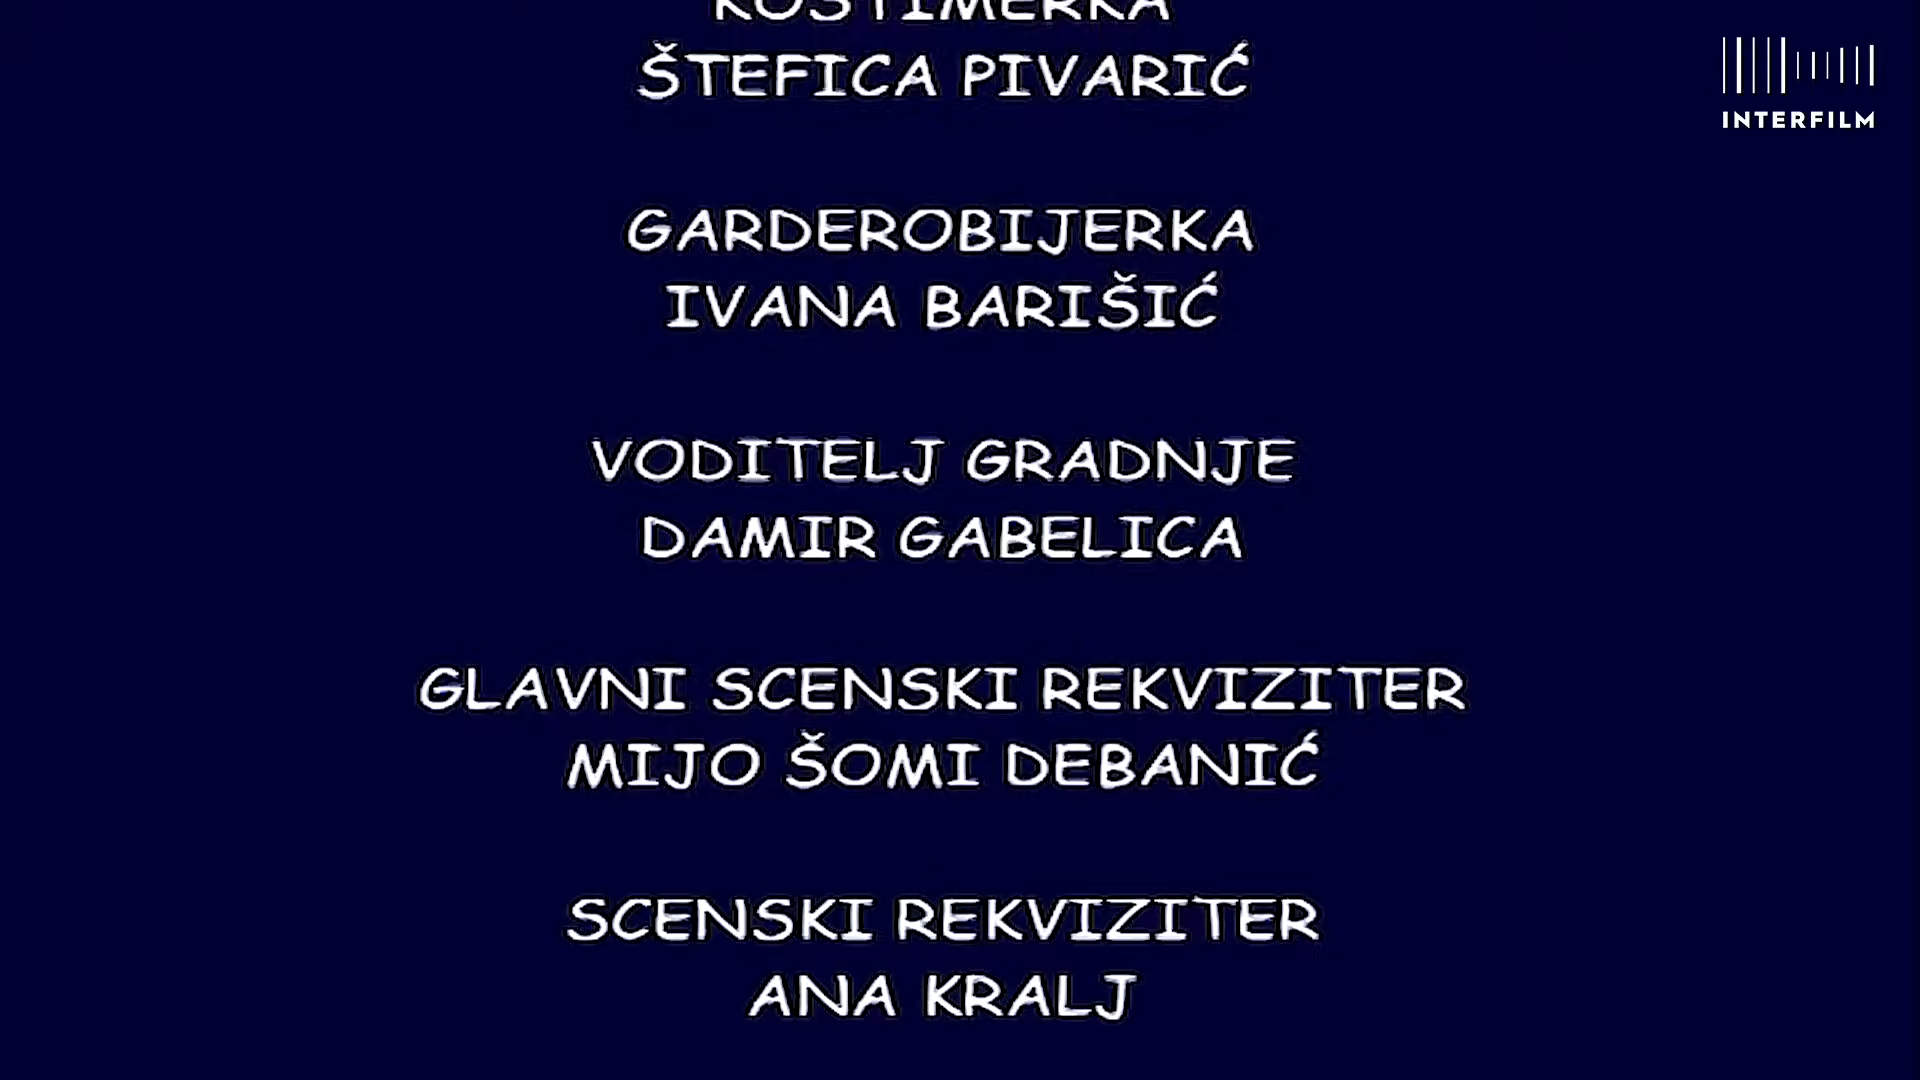 KOSTIMERKA
ŠTEFICA PIVARIĆ
INTERFILM
GARDEROBIJERKA
IVANA BARIŠIĆ
VODITELJ GRADNJE
DAMIR GABELICA
GLAVNI SCENSKI REKVIZITER
MIJO ŠOMI DEBANIĆ
SCENSKI REKVIZITER
ANA KRALJ